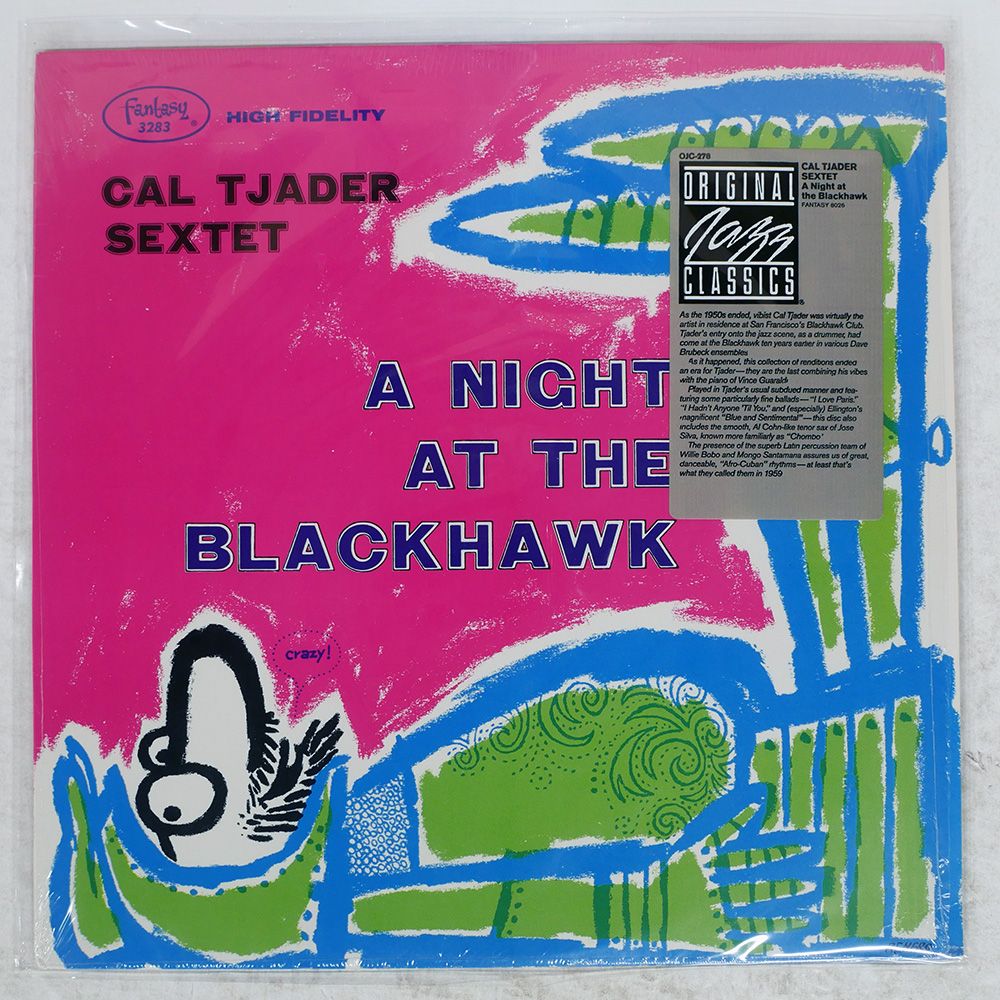 Fantasy
3283 ®
HIGH FIDELITY
CAL TJADER
SEXTET
A NIGHT
AT THE
BLACKHAWK
crazy!
OJC-278
ORIGINAL
Jazz
CLASSICS ®
CAL TJADER
SEXTET
A Night at
the Blackhawk
FANTASY 8026
As the 1950s ended, vibist Cal Tjader was virtually the
artist in residence at San Francisco's Blackhawk Club.
Tjader's entry onto the jazz scene, as a drummer, had
come at the Blackhawk ten years earlier in various Dave
Brubeck ensembles
As it happened, this collection of renditions ended
an era for Tjader—they are the last combining his vibes
with the piano of Vince Guaraldi
Played in Tjader's usual subdued manner and fea-
turing some particularly fine ballads—"I Love Paris,"
"I Hadn't Anyone 'Til You," and (especially) Ellington's
magnificent "Blue and Sentimental"—this disc also
includes the smooth, Al Cohn-like tenor sax of Jose
Silva, known more familiarly as "Chombo"
The presence of the superb Latin percussion team of
Willie Bobo and Mongo Santamana assures us of great,
danceable, "Afro-Cuban" rhythms—at least that's
what they called them in 1959